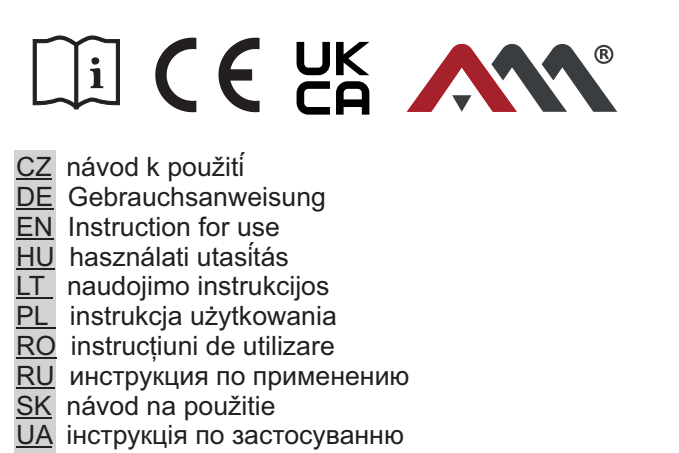 i CE UK CA AM ®
CZ návod k použití
DE Gebrauchsanweisung
EN Instruction for use
HU használati utasítás
LT naudojimo instrukcijos
PL instrukcja użytkowania
RO instrucțiuni de utilizare
RU инструкция по применению
SK návod na použitie
UA інструкція по застосуванню